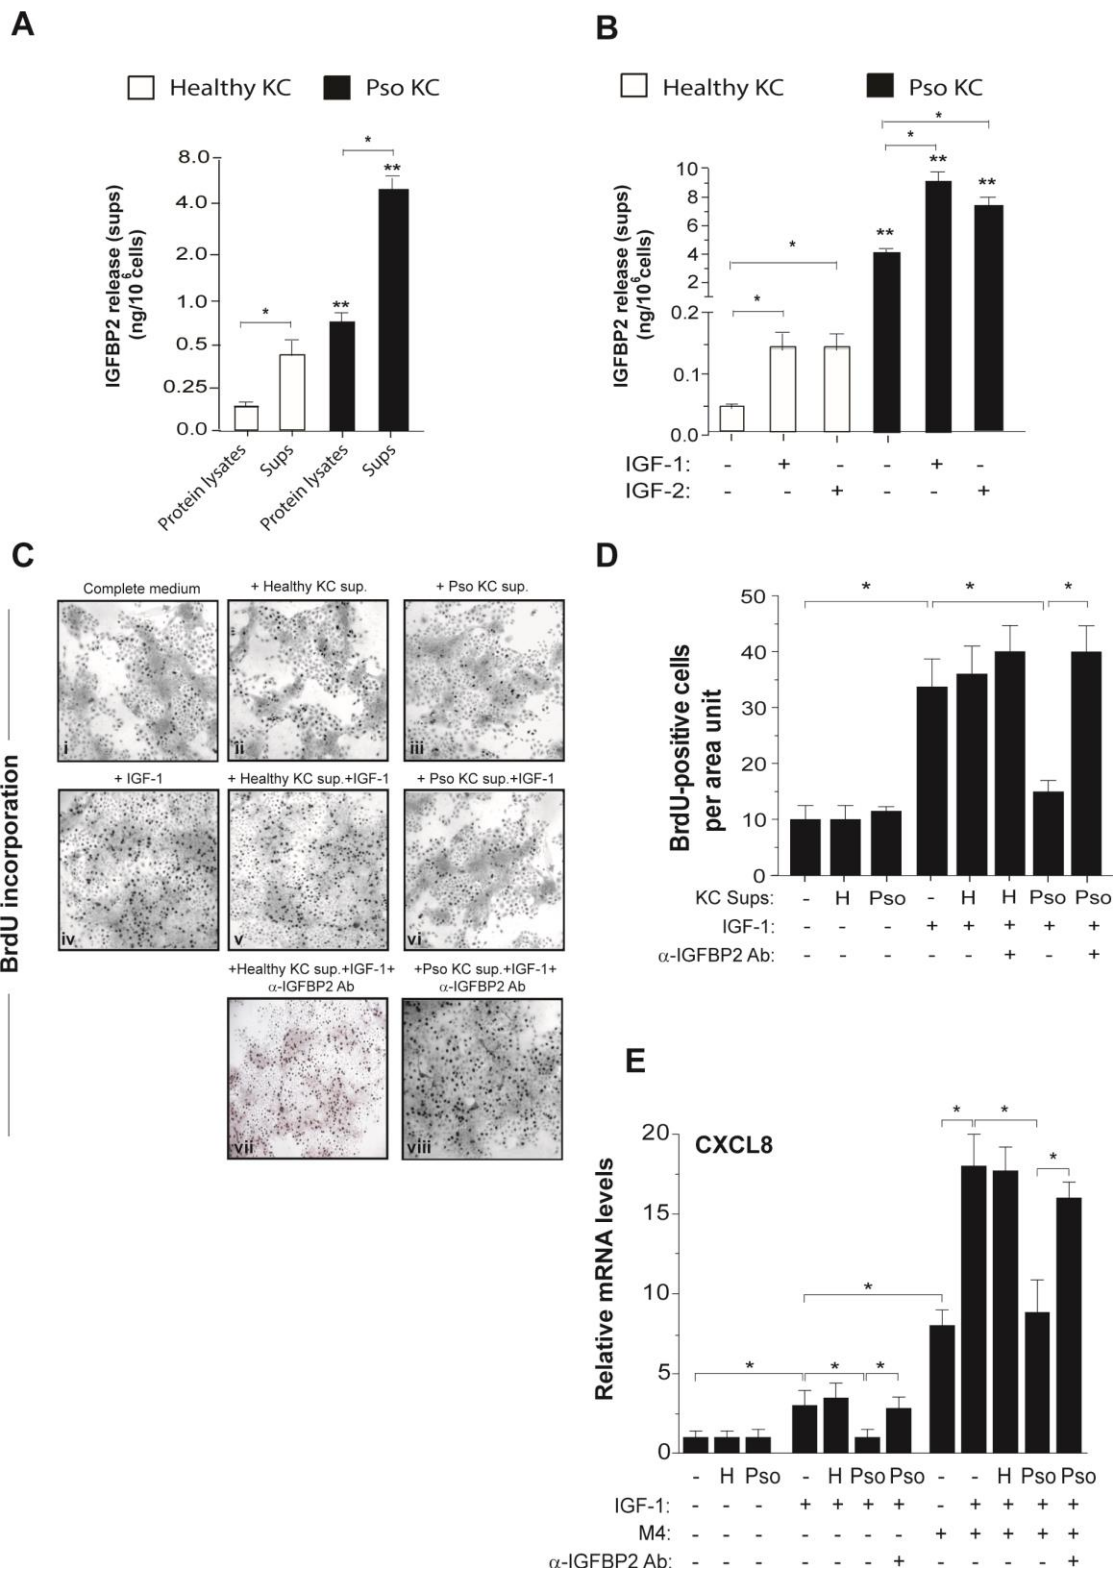 A
Healthy KC Pso KC
IGFBP2 release (sups)
(ng/10 6cells)
8.0
4.0
2.0
1.0
0.5
0.25
0.0
*
**
*
**
Protein lysates
Sups
Protein lysates
Sups
B
Healthy KC Pso KC
IGFBP2 release (sups)
(ng/10 6cells)
10
8
6
4
2
0.2
0.1
0.0
*
*
**
*
*
**
**
IGF-1: - + - - + -
IGF-2: - - + - - +
C
BrdU incorporation
Complete medium
+ Healthy KC sup.
+ Pso KC sup.
i
ii
iii
+ IGF-1
+ Healthy KC sup.+IGF-1
+ Pso KC sup.+IGF-1
iv
v
vi
+Healthy KC sup.+IGF-1+
α-IGFBP2 Ab
+Pso KC sup.+IGF-1+
α-IGFBP2 Ab
vii
viii
D
BrdU-positive cells
per area unit
50
40
30
20
10
0
* * *
KC Sups: - H Pso - H H Pso Pso
IGF-1: - - - + + + + +
α-IGFBP2 Ab: - - - - - + - +
E
CXCL8
Relative mRNA levels
20
15
10
5
0
* * *
*
* * *
- H Pso - H Pso Pso - - H Pso Pso
IGF-1: - - - + + + + - + + + +
M4: - - - - - - - + + + + +
α-IGFBP2 Ab: - - - - - - + - - - - +